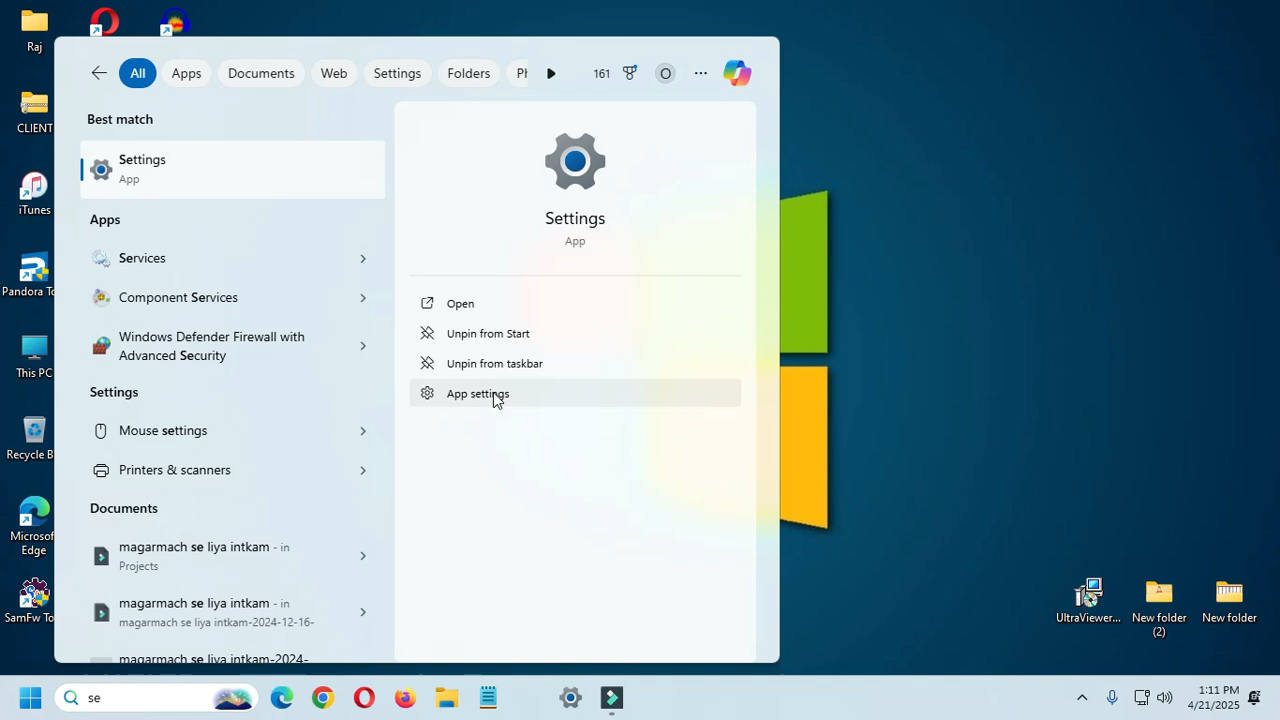 Raj
CLIENT
iTunes
Pandora To
This PC
Recycle B
Microsof
Edge
SamFw To
All
Apps
Documents
Web
Settings
Folders
Ph
161
O
Best match
Settings
App
Apps
Services
Component Services
Windows Defender Firewall with
Advanced Security
Settings
Mouse settings
Printers & scanners
Documents
magarmach se liya intkam - in
Projects
magarmach se liya intkam - in
magarmach se liya intkam-2024-12-16-
magarmach se liya intkam-2024-
Settings
App
Open
Unpin from Start
Unpin from taskbar
App settings
UltraViewer...
New folder
(2)
New folder
se
1:11 PM
4/21/2025